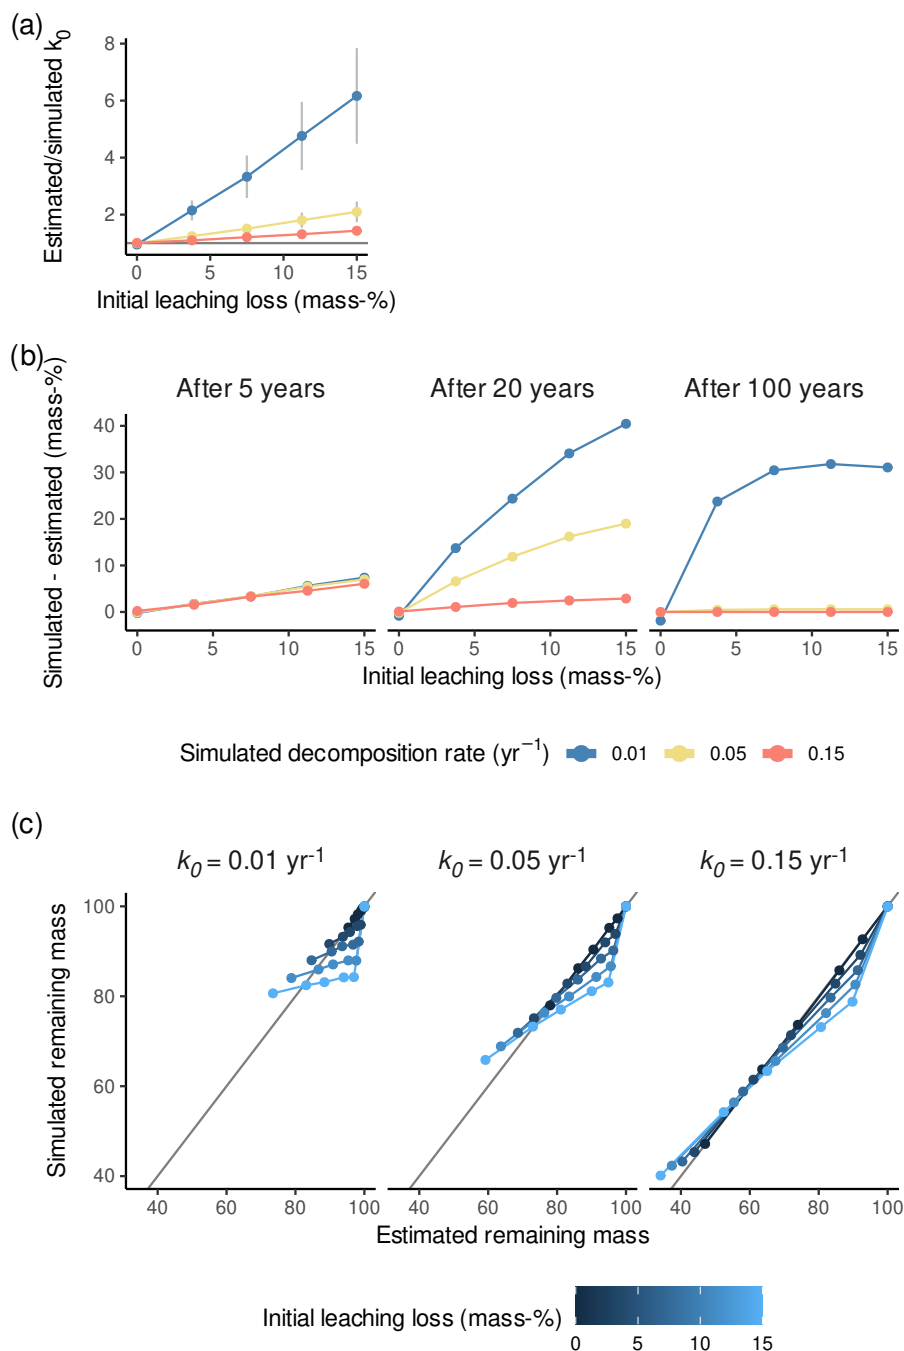 (a)
Estimated/simulated k₀
8
6
4
2
0 5 10 15
Initial leaching loss (mass-%)
(b)
Simulated - estimated (mass-%)
After 5 years After 20 years After 100 years
40
30
20
10
0
0 5 10 15 0 5 10 15 0 5 10 15
Initial leaching loss (mass-%)
Simulated decomposition rate (yr⁻¹) 0.01 0.05 0.15
(c)
k₀ = 0.01 yr⁻¹ k₀ = 0.05 yr⁻¹ k₀ = 0.15 yr⁻¹
Simulated remaining mass
100
80
60
40
40 60 80 100 40 60 80 100 40 60 80 100
Estimated remaining mass
Initial leaching loss (mass-%)
0 5 10 15